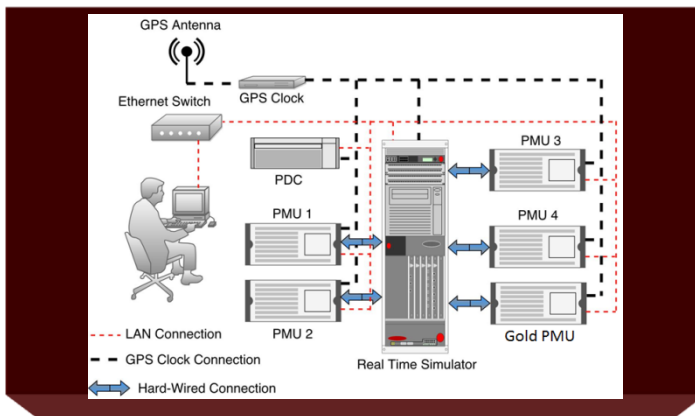 GPS Antenna
GPS Clock
Ethernet Switch
PDC
PMU 1
PMU 2
PMU 3
PMU 4
Gold PMU
Real Time Simulator
LAN Connection
GPS Clock Connection
Hard-Wired Connection